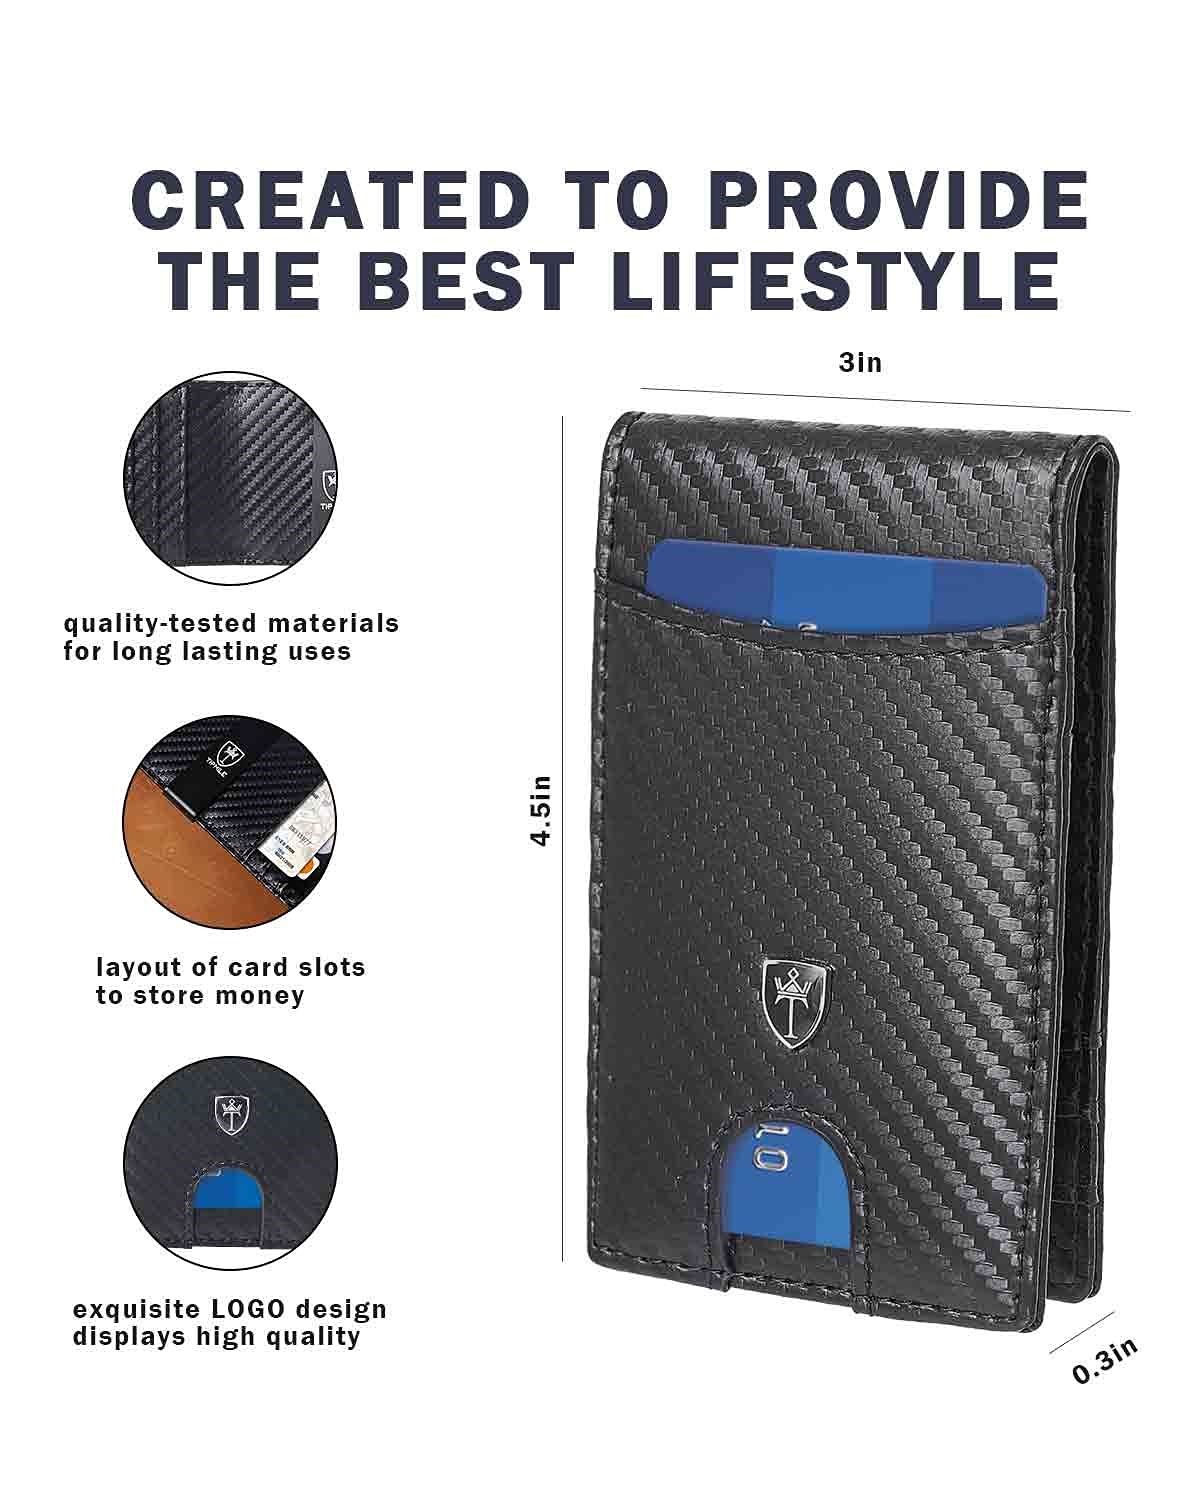 CREATED TO PROVIDE
THE BEST LIFESTYLE
3in
quality-tested materials
for long lasting uses
4.5in
layout of card slots
to store money
T
exquisite LOGO design
displays high quality
0.3in